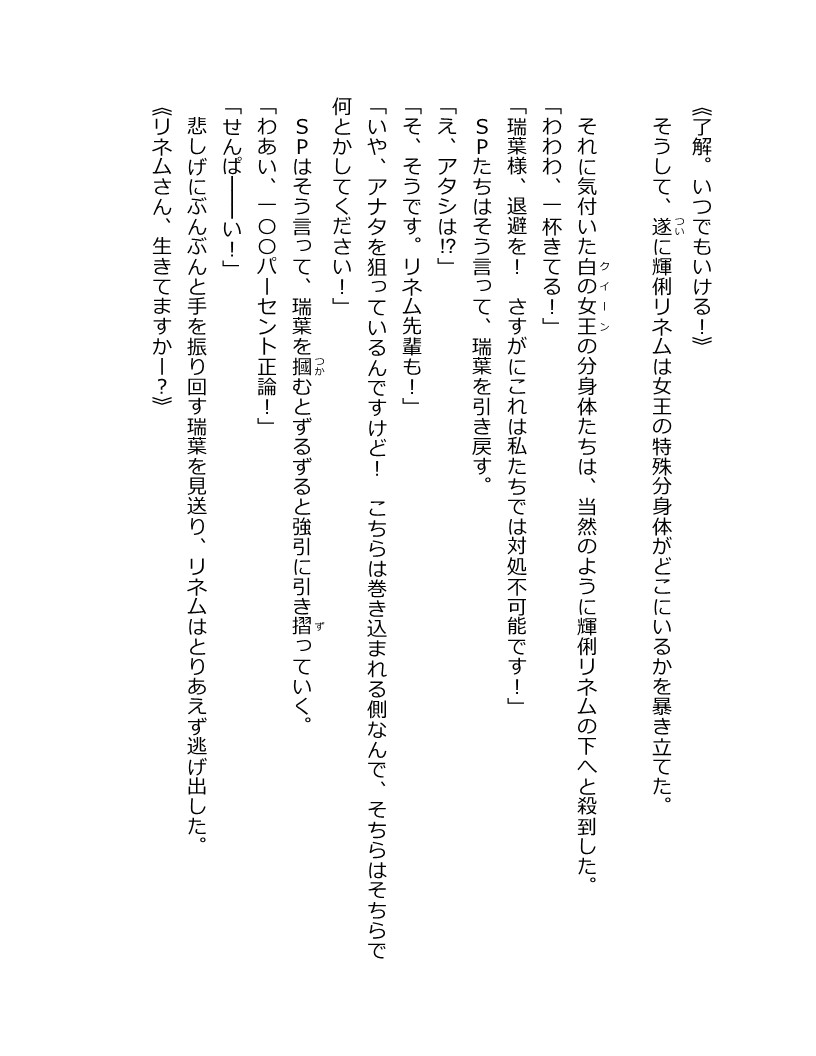 《了解。いつでもいける！》
そうして、遂に輝俐リネムは女王の特殊分身体がどこにいるかを暴き立てた。
それに気付いた白の女王の分身体たちは、当然のように輝俐リネムの下へと殺到した。
「わわわ、一杯きてる！」
「瑞葉様、退避を！　さすがにこれは私たちでは対処不可能です！」
ＳＰたちはそう言って、瑞葉を引き戻す。
「え、アタシは!?」
「そ、そうです。リネム先輩も！」
「いや、アナタを狙っているんですけど！　こちらは巻き込まれる側なんで、そちらはそちらで
何とかしてください！」
ＳＰはそう言って、瑞葉を摑むとずるずると強引に引き摺っていく。
「わあい、一〇〇パーセント正論！」
「せんぱ――い！」
悲しげにぶんぶんと手を振り回す瑞葉を見送り、リネムはとりあえず逃げ出した。
《リネムさん、生きてますかー？》